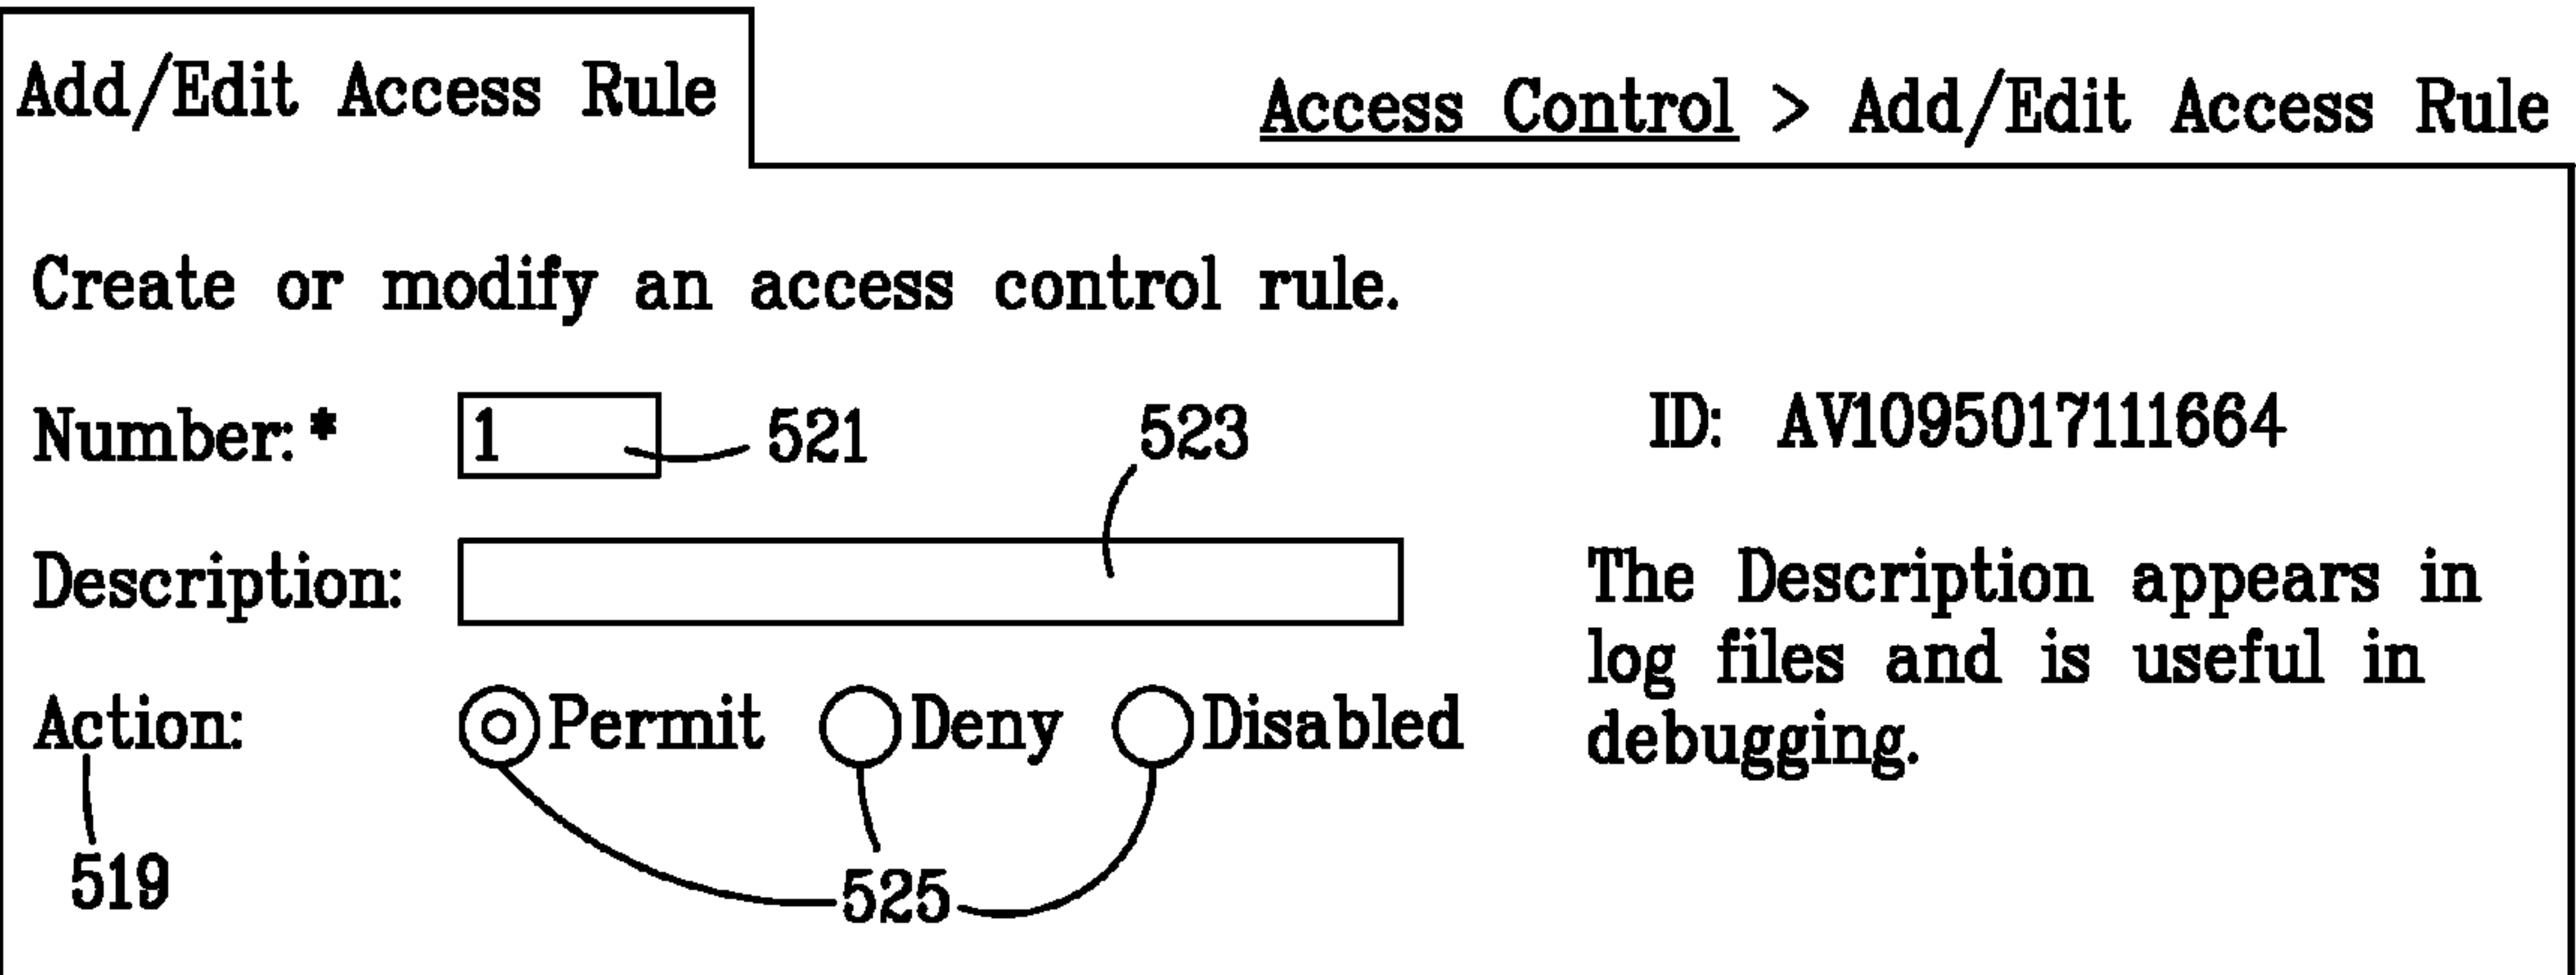 Add/Edit Access Rule
Access Control > Add/Edit Access Rule
Create or modify an access control rule.
Number:* 1 521 523 ID: AV1095017111664
Description: The Description appears in
log files and is useful in
debugging.
Action: Permit Deny Disabled
519 525